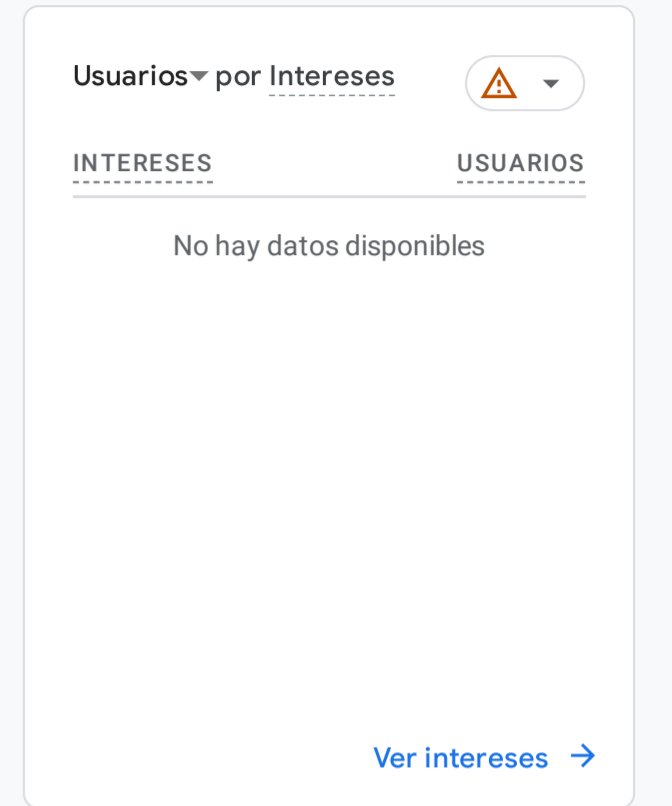 Usuarios por Intereses
INTERESES USUARIOS
No hay datos disponibles
Ver intereses